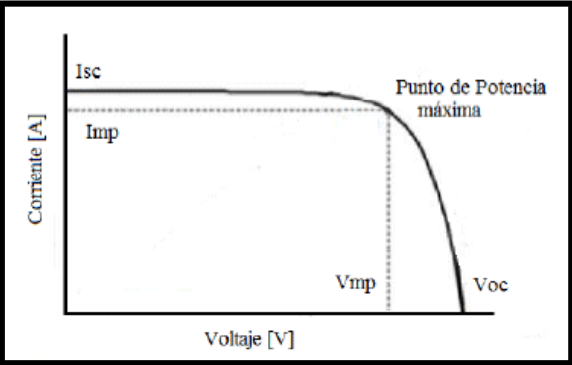 Isc
Punto de Potencia
máxima
Imp
Corriente [A]
Vmp
Voc
Voltaje [V]